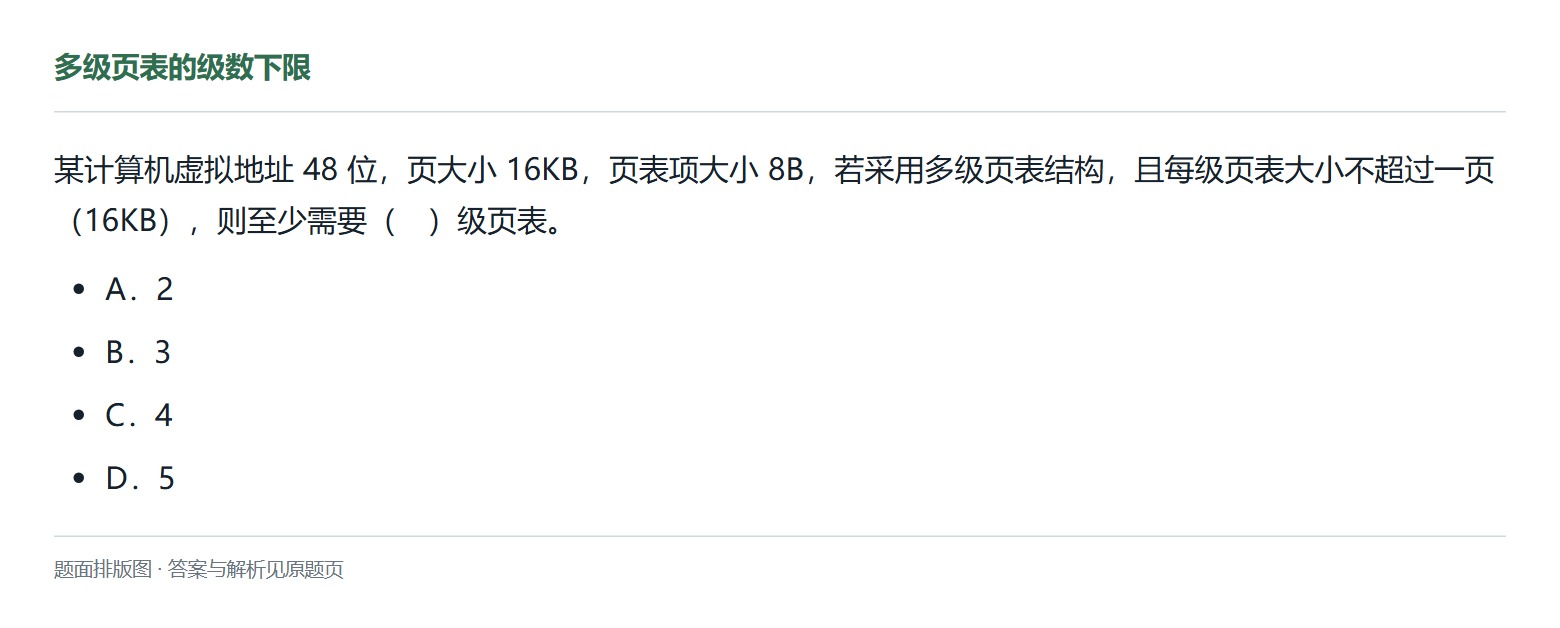 多级页表的级数下限
某计算机虚拟地址 48 位，页大小 16KB，页表项大小 8B，若采用多级页表结构，且每级页表大小不超过一页
（16KB），则至少需要（　）级页表。
• A．2
• B．3
• C．4
• D．5
题面排版图 · 答案与解析见原题页